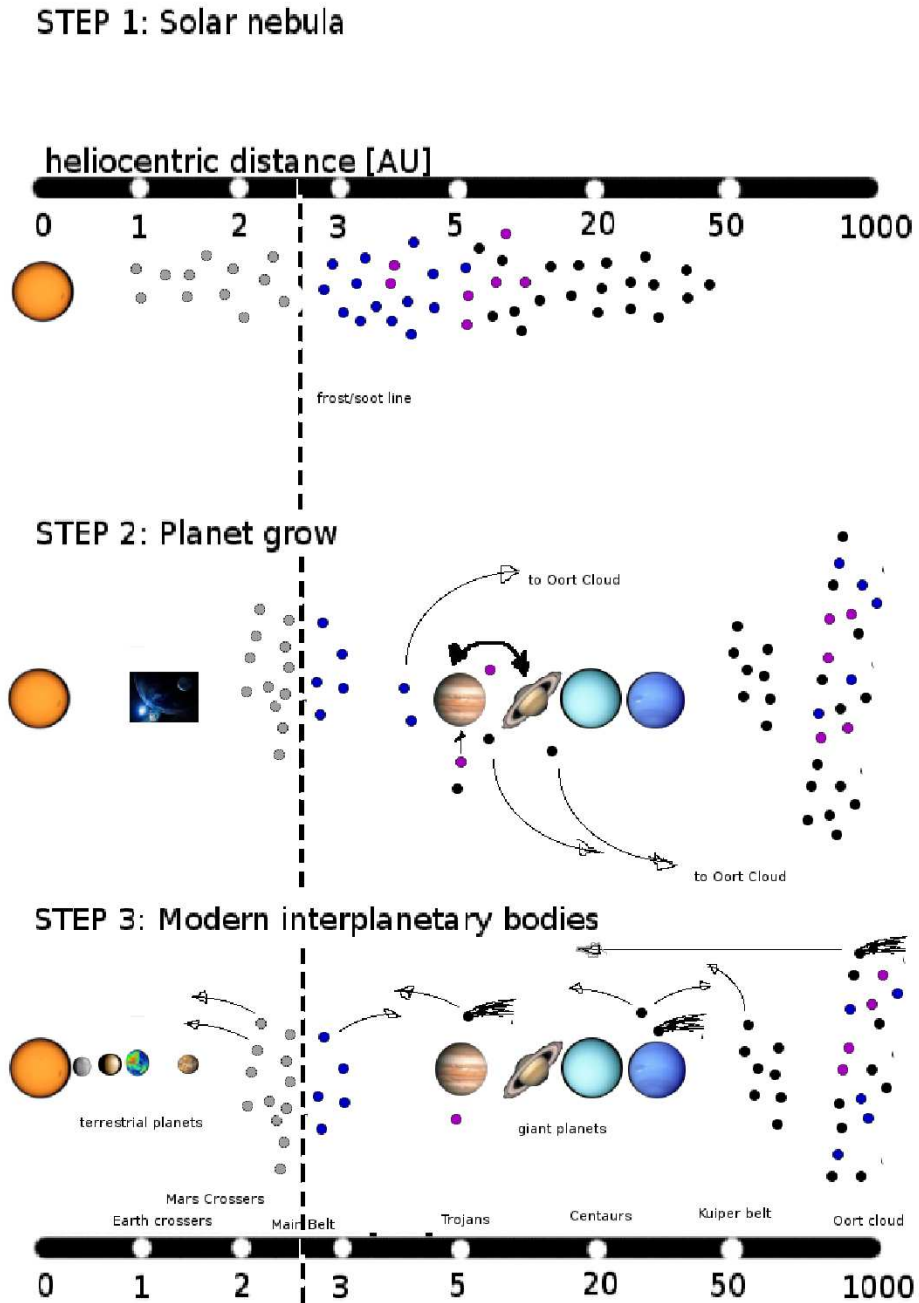 STEP 1: Solar nebula
heliocentric distance [AU]
0 1 2 3 5 20 50 1000
frost/soot line
STEP 2: Planet grow
to Oort Cloud
to Oort Cloud
STEP 3: Modern interplanetary bodies
terrestrial planets
giant planets
Mars Crossers
Earth crossers
Main Belt
Trojans
Centaurs
Kuiper belt
Oort cloud
0 1 2 3 5 20 50 1000